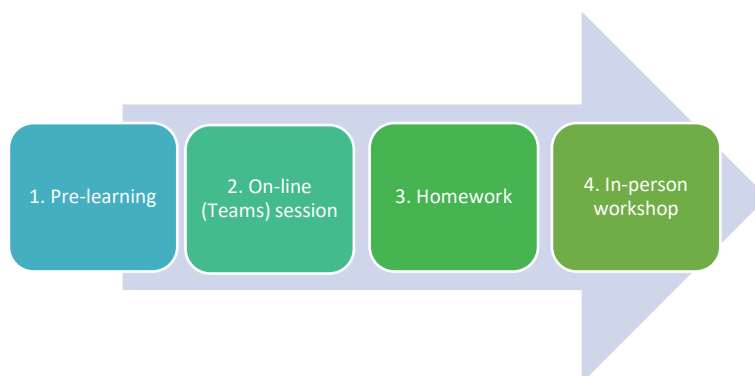 1. Pre-learning
2. On-line
(Teams) session
3. Homework
4. In-person
workshop